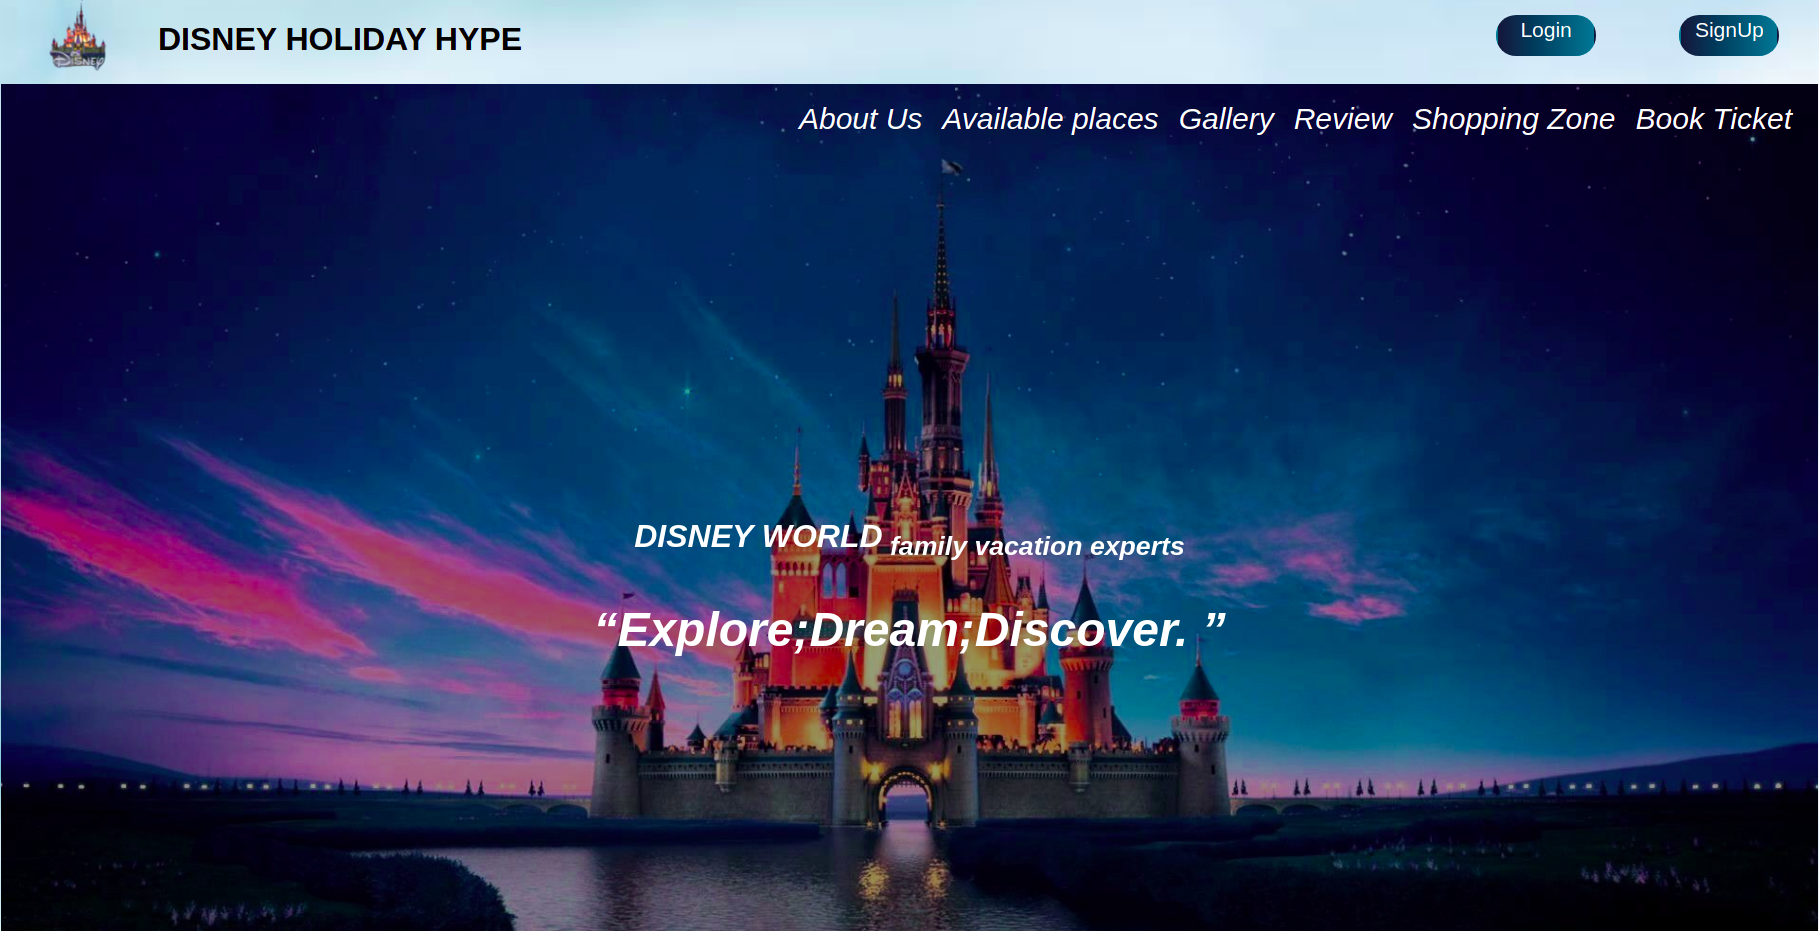 DISNEY
DISNEY HOLIDAY HYPE
Login
SignUp
About Us Available places Gallery Review Shopping Zone Book Ticket
DISNEY WORLD family vacation experts
“Explore;Dream;Discover. ”